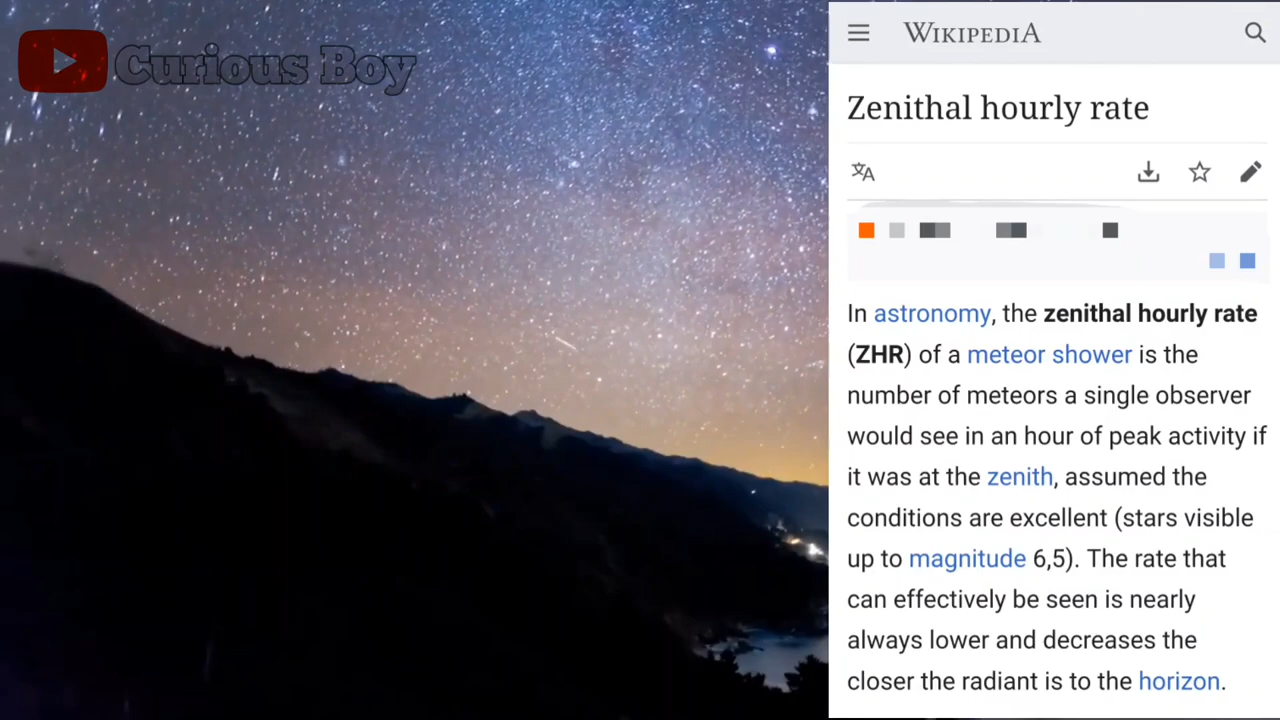 Curious Boy
WIKIPEDIA
Zenithal hourly rate
In astronomy, the zenithal hourly rate
(ZHR) of a meteor shower is the
number of meteors a single observer
would see in an hour of peak activity if
it was at the zenith, assumed the
conditions are excellent (stars visible
up to magnitude 6,5). The rate that
can effectively be seen is nearly
always lower and decreases the
closer the radiant is to the horizon.